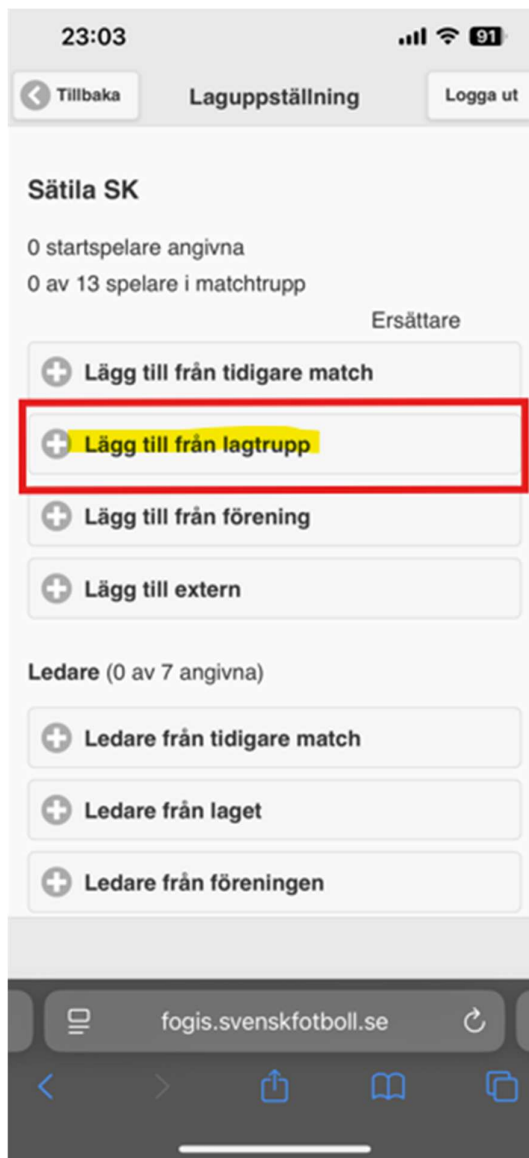 23:03 91
Tillbaka Laguppställning Logga ut
Sätila SK
0 startspelare angivna
0 av 13 spelare i matchtrupp
Ersättare
Lägg till från tidigare match
Lägg till från lagtrupp
Lägg till från förening
Lägg till extern
Ledare (0 av 7 angivna)
Ledare från tidigare match
Ledare från laget
Ledare från föreningen
fogis.svenskfotboll.se